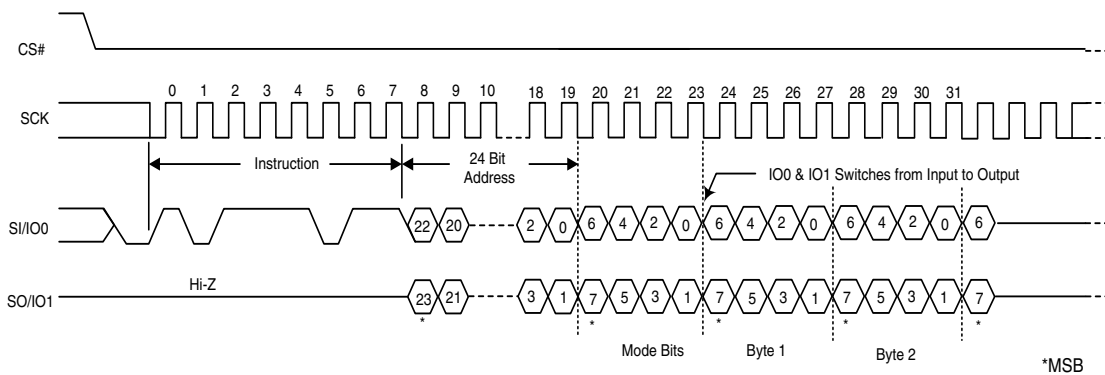 CS#
0 1 2 3 4 5 6 7 8 9 10 18 19 20 21 22 23 24 25 26 27 28 29 30 31
SCK
Instruction
24 Bit
Address
IO0 & IO1 Switches from Input to Output
SI/IO0
22 20 2 0 6 4 2 0 6 4 2 0 6 4 2 0 6
Hi-Z
SO/IO1
23 21 3 1 7 5 3 1 7 5 3 1 7 5 3 1 7
* * * * *
Mode Bits Byte 1 Byte 2
*MSB